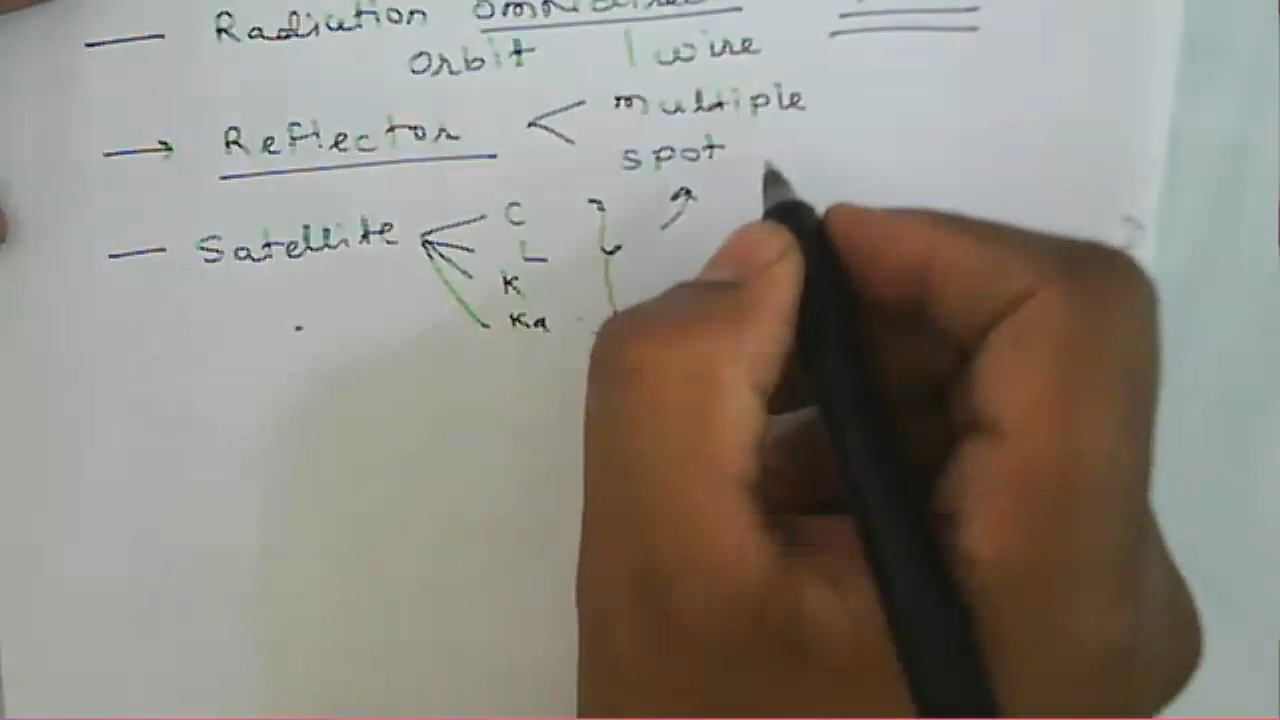 — Radiation
orbit | wire
→ Reflector < multiple
spot
— Satellite C
L
K
Ka